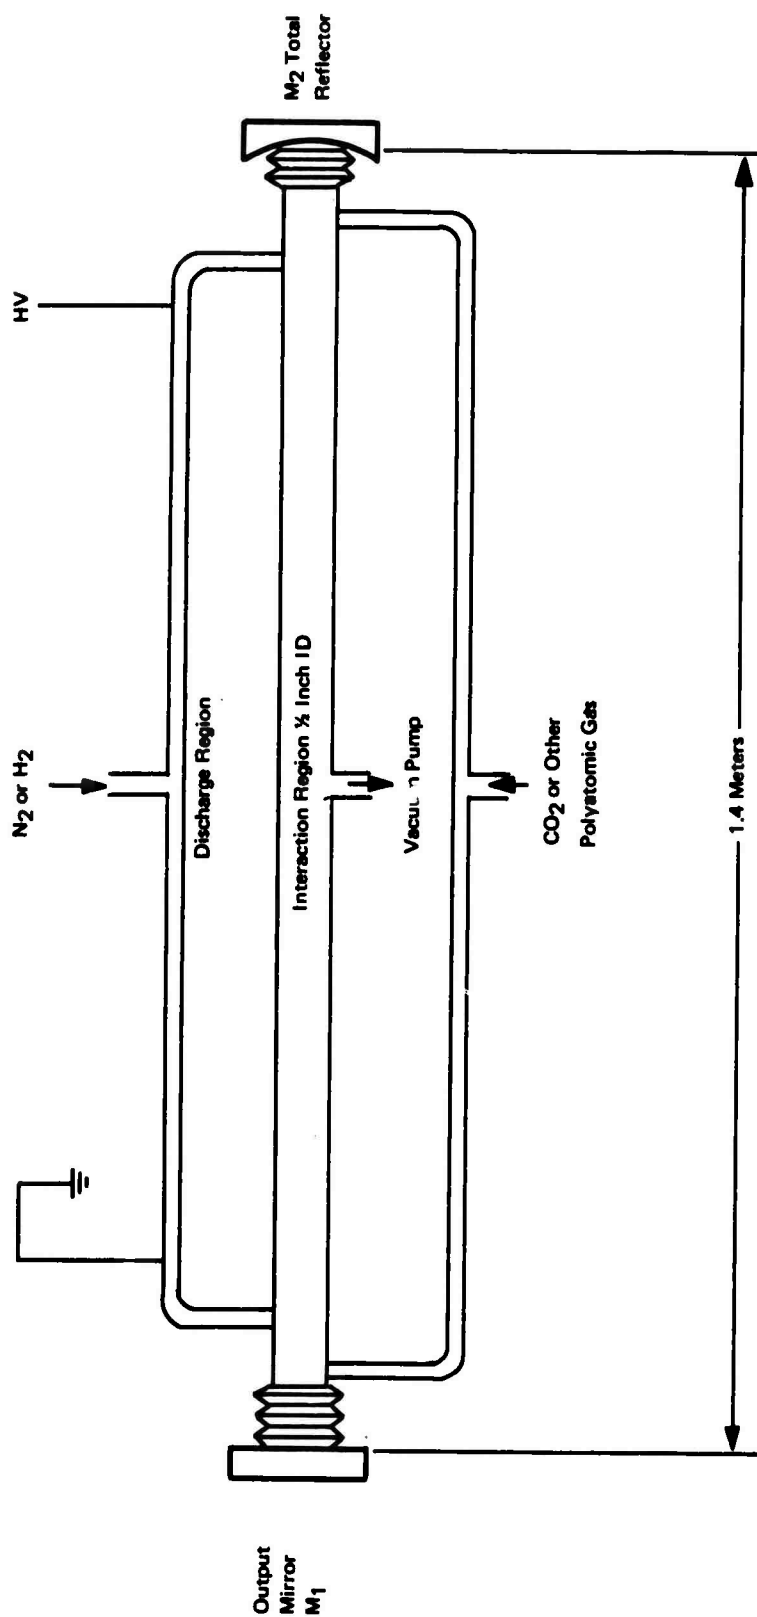 HV
N2 or H2
M2 Total
Reflector
Discharge Region
Interaction Region ½ Inch ID
Vacuum Pump
CO2 or Other
Polyatomic Gas
Output
Mirror
M1
1.4 Meters